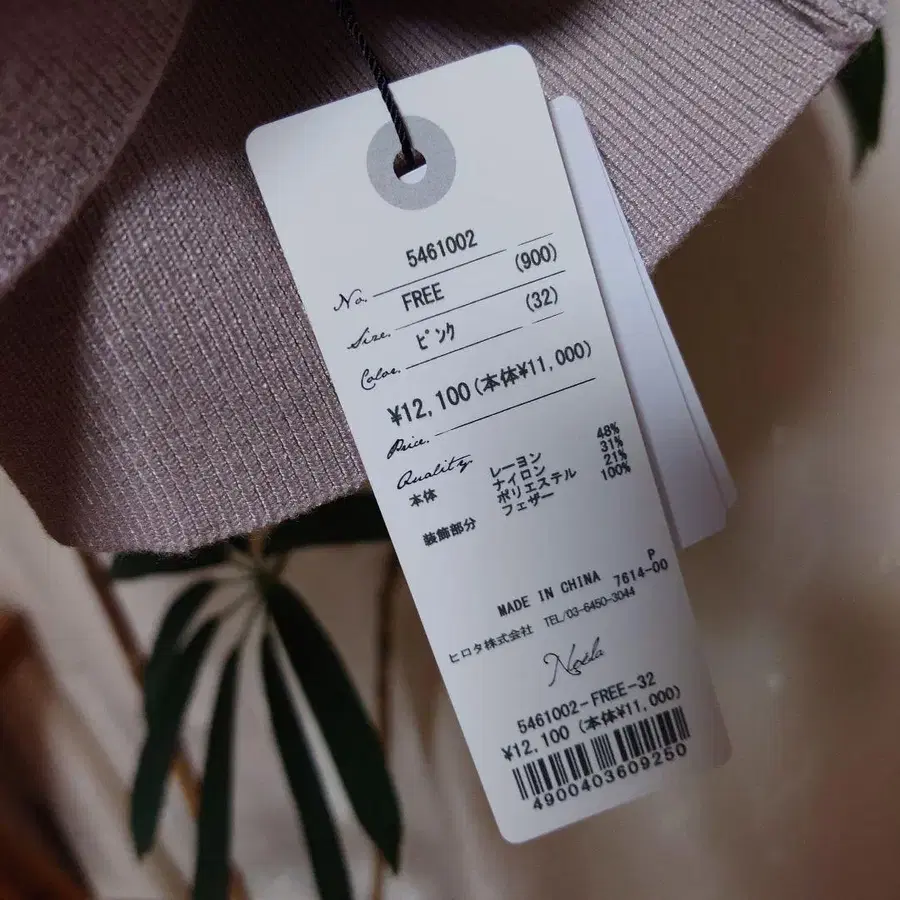 5461002
No.
(900)
FREE
Size.
(32)
ピンク
Color.
¥12,100(本体¥11,000)
Price.
Quality.
本体 レーヨン 48%
ナイロン 31%
ポリエステル 21%
装飾部分 フェザー 100%
P
MADE IN CHINA 7614-00
ヒロタ株式会社 TEL/03-6450-3044
Noéla
5461002-FREE-32
¥12,100 (本体¥11,000)
4900403609250